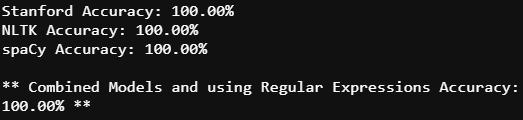 Stanford Accuracy: 100.00%
NLTK Accuracy: 100.00%
spaCy Accuracy: 100.00%
** Combined Models and using Regular Expressions Accuracy:
100.00% **